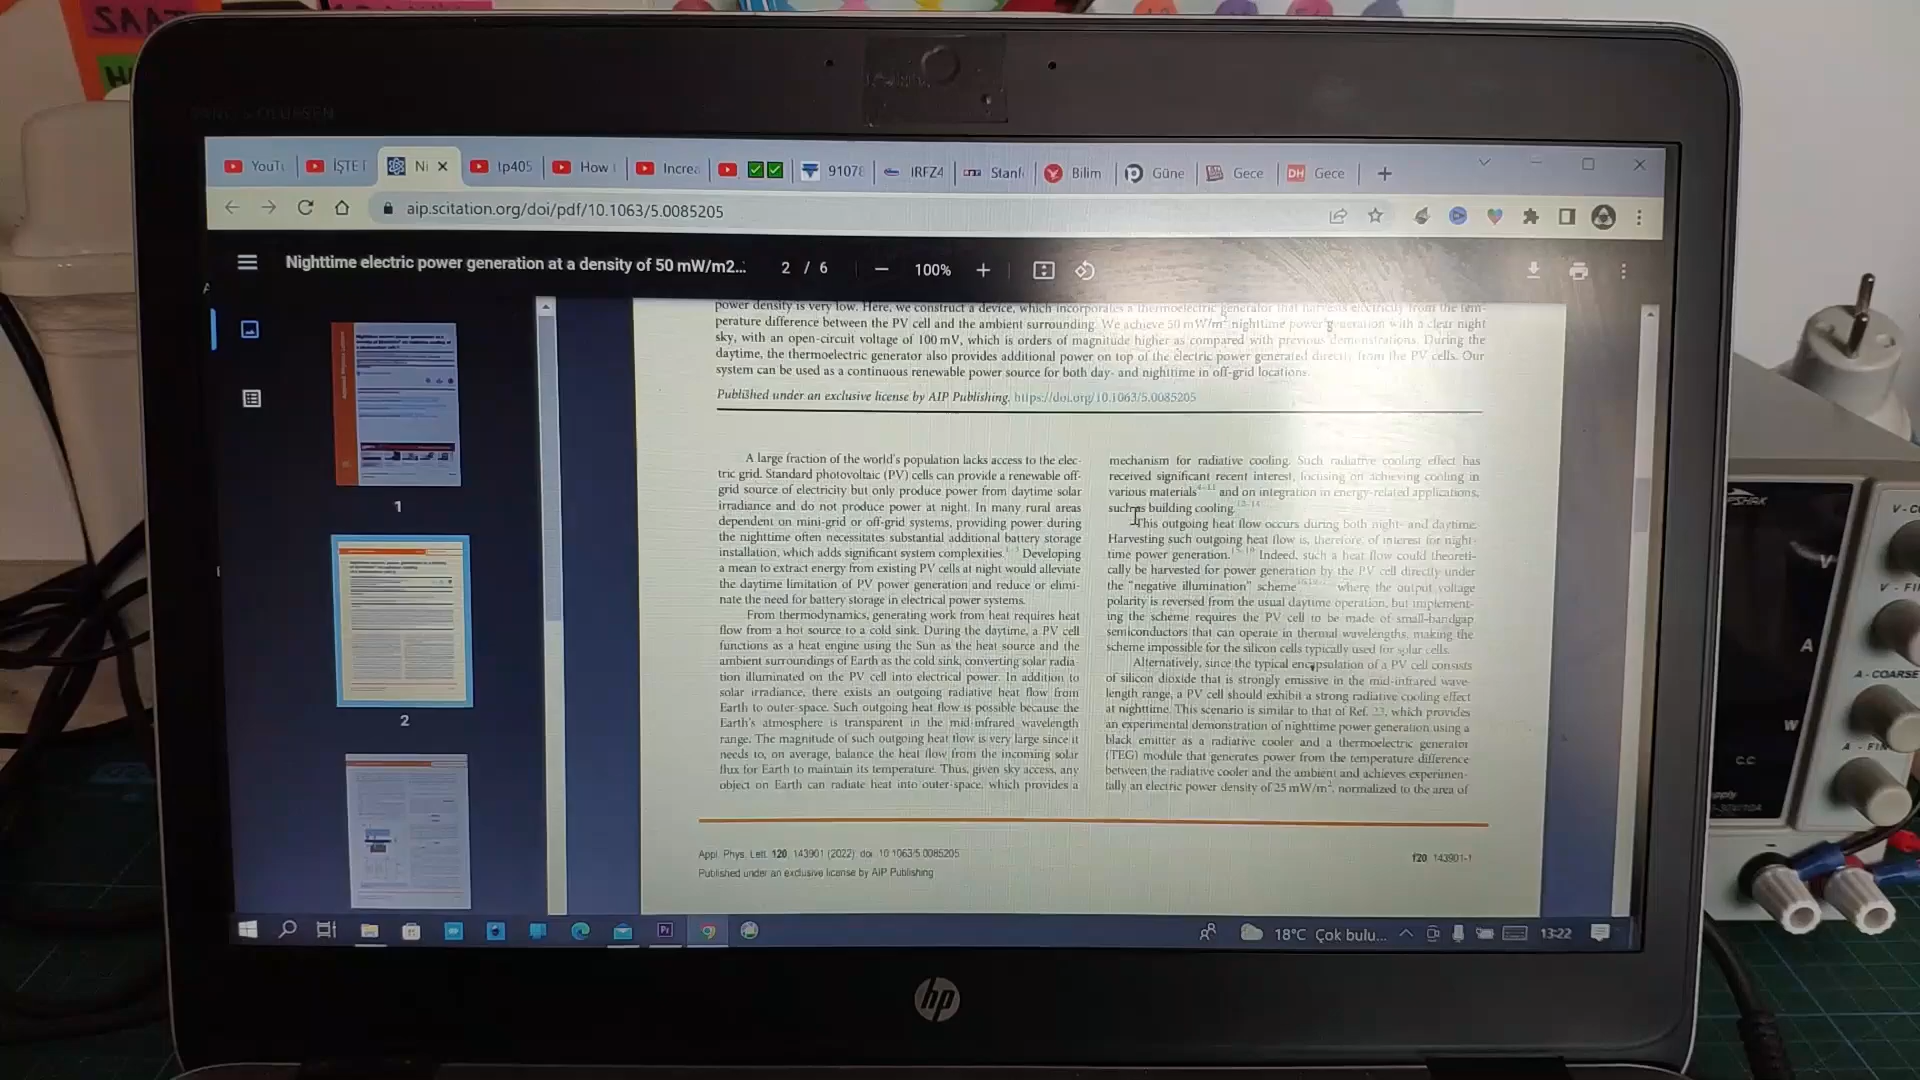 SAAT
BANG & OLUFSEN
YouTu
İŞTE İ
Ni
tp405
How
Increa
9107
IRFZ4
Stanf
Bilim
Güne
Gece
DH Gece
aip.scitation.org/doi/pdf/10.1063/5.0085205
Nighttime electric power generation at a density of 50 mW/m2...
2 / 6
100%
1
2
power density is very low. Here, we construct a device, which incorporates a thermoelectric generator that harvests electricity from the tem-
perature difference between the PV cell and the ambient surrounding. We achieve 50 mW/m² nighttime power generation with a clear night
sky, with an open-circuit voltage of 100 mV, which is orders of magnitude higher as compared with previous demonstrations. During the
daytime, the thermoelectric generator also provides additional power on top of the electric power generated directly from the PV cells. Our
system can be used as a continuous renewable power source for both day- and nighttime in off-grid locations.
Published under an exclusive license by AIP Publishing. https://doi.org/10.1063/5.0085205
A large fraction of the world's population lacks access to the elec-
tric grid. Standard photovoltaic (PV) cells can provide a renewable off-
grid source of electricity but only produce power from daytime solar
irradiance and do not produce power at night. In many rural areas
dependent on mini-grid or off-grid systems, providing power during
the nighttime often necessitates substantial additional battery storage
installation, which adds significant system complexities. Developing
a mean to extract energy from existing PV cells at night would alleviate
the daytime limitation of PV power generation and reduce or elimi-
nate the need for battery storage in electrical power systems.
From thermodynamics, generating work from heat requires heat
flow from a hot source to a cold sink. During the daytime, a PV cell
functions as a heat engine using the Sun as the heat source and the
ambient surroundings of Earth as the cold sink, converting solar radia-
tion illuminated on the PV cell into electrical power. In addition to
solar irradiance, there exists an outgoing radiative heat flow from
Earth to outer-space. Such outgoing heat flow is possible because the
Earth's atmosphere is transparent in the mid-infrared wavelength
range. The magnitude of such outgoing heat flow is very large since it
needs to, on average, balance the heat flow from the incoming solar
flux for Earth to maintain its temperature. Thus, given sky access, any
object on Earth can radiate heat into outer-space, which provides a
mechanism for radiative cooling. Such radiative cooling effect has
received significant recent interest, focusing on achieving cooling in
various materials and on integration in energy-related applications,
such as building cooling.
This outgoing heat flow occurs during both night- and daytime.
Harvesting such outgoing heat flow is, therefore, of interest for night-
time power generation. Indeed, such a heat flow could theoreti-
cally be harvested for power generation by the PV cell directly under
the "negative illumination" scheme where the output voltage
polarity is reversed from the usual daytime operation, but implement-
ing the scheme requires the PV cell to be made of small-bandgap
semiconductors that can operate in thermal wavelengths, making the
scheme impossible for the silicon cells typically used for solar cells.
Alternatively, since the typical encapsulation of a PV cell consists
of silicon dioxide that is strongly emissive in the mid-infrared wave-
length range, a PV cell should exhibit a strong radiative cooling effect
at nighttime. This scenario is similar to that of Ref. 23, which provides
an experimental demonstration of nighttime power generation using a
black emitter as a radiative cooler and a thermoelectric generator
(TEG) module that generates power from the temperature difference
between the radiative cooler and the ambient and achieves experimen-
tally an electric power density of 25 mW/m², normalized to the area of
Appl. Phys. Lett. 120, 143901 (2022); doi: 10.1063/5.0085205
120, 143901-1
Published under an exclusive license by AIP Publishing
18°C Çok bulu...
13:22
hp
V - CO
V
V - FI
A
A - COARSE
W
A - FIN
C.C